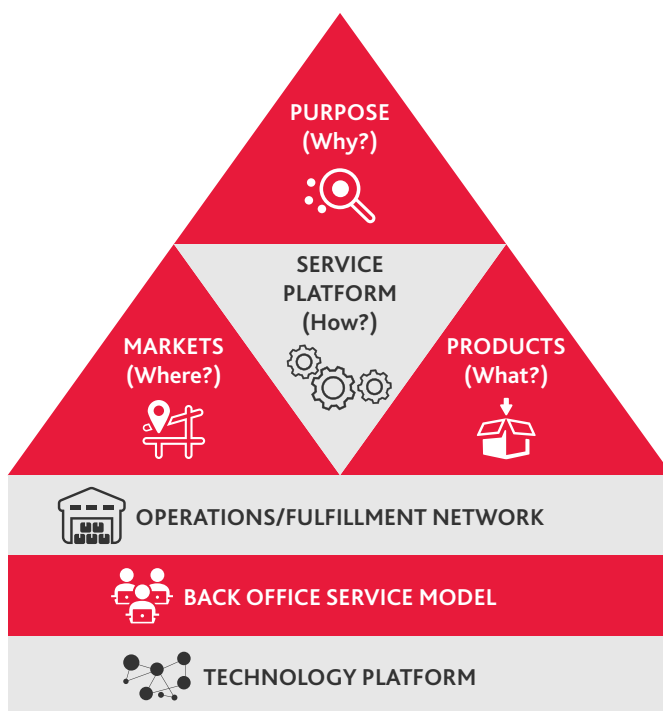 PURPOSE
(Why?)
SERVICE
PLATFORM
(How?)
MARKETS
(Where?)
PRODUCTS
(What?)
OPERATIONS/FULFILLMENT NETWORK
BACK OFFICE SERVICE MODEL
TECHNOLOGY PLATFORM